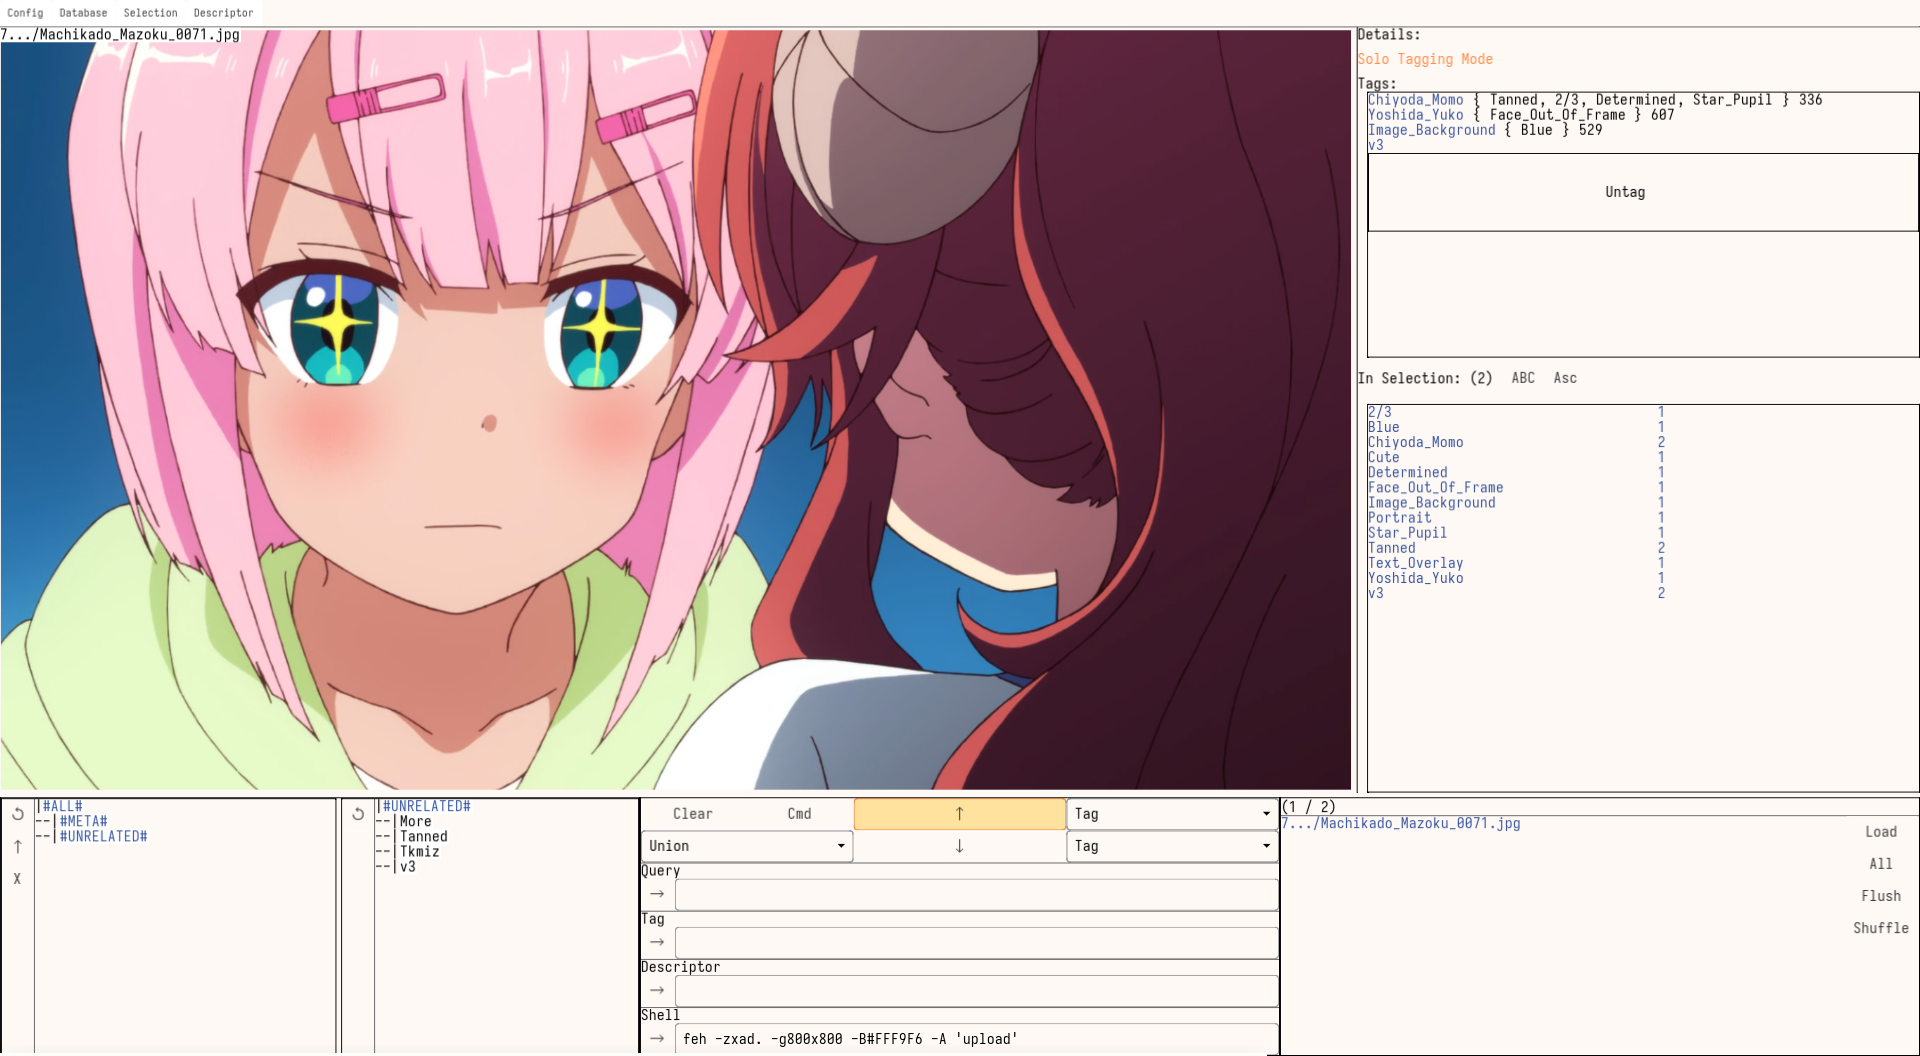 Config Database Selection Descriptor
7.../Machikado_Mazoku_0071.jpg
Details:
Solo Tagging Mode
Tags:
Chiyoda_Momo { Tanned, 2/3, Determined, Star_Pupil } 336
Yoshida_Yuko { Face_Out_Of_Frame } 607
Image_Background { Blue } 529
v3
Untag
In Selection: (2) ABC Asc
2/3 1
Blue 1
Chiyoda_Momo 2
Cute 1
Determined 1
Face_Out_Of_Frame 1
Image_Background 1
Portrait 1
Star_Pupil 1
Tanned 2
Text_Overlay 1
Yoshida_Yuko 1
v3 2
↺ |#ALL#
--|#META#
--|#UNRELATED#
↑
X
↺ |#UNRELATED#
--|More
--|Tanned
--|Tkmiz
--|v3
Clear Cmd ↑ Tag
Union ↓ Tag
Query
→
Tag
→
Descriptor
→
Shell
→ feh -zxad. -g800x800 -B#FFF9F6 -A 'upload'
(1 / 2)
7.../Machikado_Mazoku_0071.jpg
Load
All
Flush
Shuffle